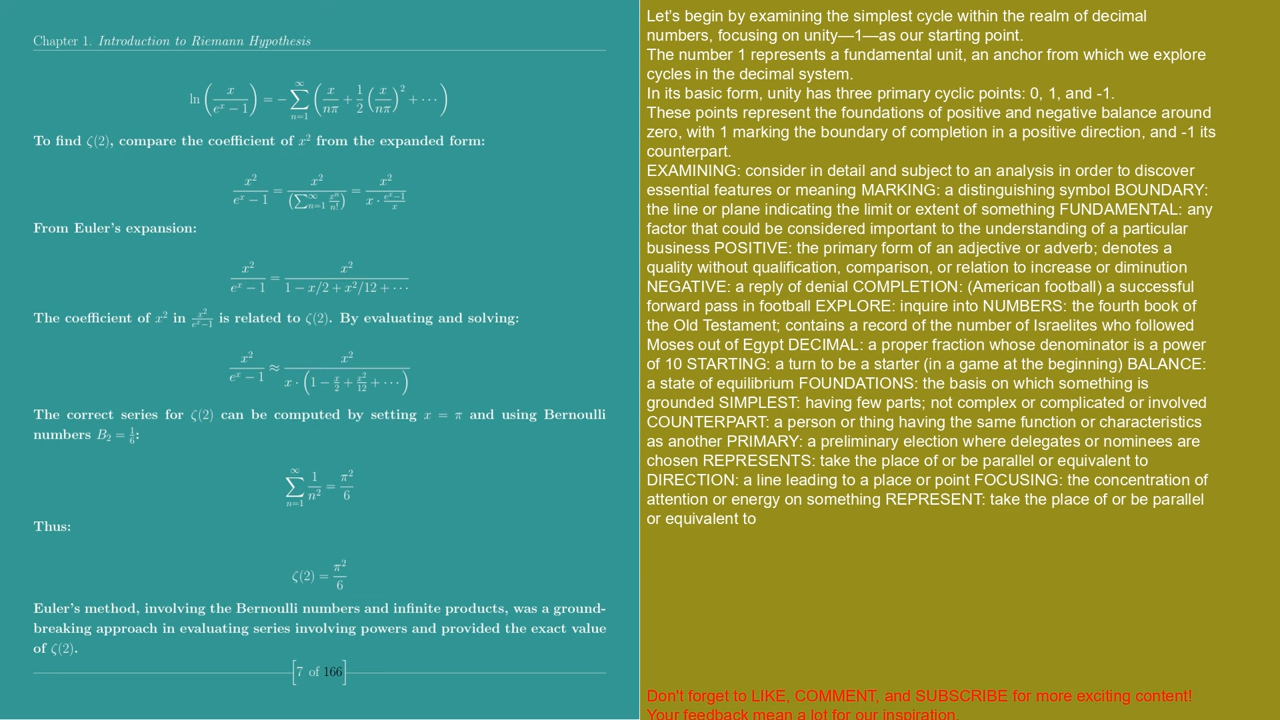 Chapter 1. Introduction to Riemann Hypothesis
ln(x/(e^x − 1)) = −∑_{n=1}^{∞} (x/(nπ) + 1/2 (x/(nπ))^2 + ···)
To find ζ(2), compare the coefficient of x^2 from the expanded form:
x^2/(e^x − 1) = x^2/(∑_{n=1}^{∞} x^n/n!) = x^2/(x · (e^x−1)/x)
From Euler's expansion:
x^2/(e^x − 1) = x^2/(1 − x/2 + x^2/12 + ···)
The coefficient of x^2 in x^2/(e^x−1) is related to ζ(2). By evaluating and solving:
x^2/(e^x − 1) ≈ x^2/(x · (1 − x/2 + x^2/12 + ···))
The correct series for ζ(2) can be computed by setting x = π and using Bernoulli
numbers B_2 = 1/6:
∑_{n=1}^{∞} 1/n^2 = π^2/6
Thus:
ζ(2) = π^2/6
Euler's method, involving the Bernoulli numbers and infinite products, was a ground-
breaking approach in evaluating series involving powers and provided the exact value
of ζ(2).
[7 of 166]
Let's begin by examining the simplest cycle within the realm of decimal
numbers, focusing on unity—1—as our starting point.
The number 1 represents a fundamental unit, an anchor from which we explore
cycles in the decimal system.
In its basic form, unity has three primary cyclic points: 0, 1, and -1.
These points represent the foundations of positive and negative balance around
zero, with 1 marking the boundary of completion in a positive direction, and -1 its
counterpart.
EXAMINING: consider in detail and subject to an analysis in order to discover
essential features or meaning MARKING: a distinguishing symbol BOUNDARY:
the line or plane indicating the limit or extent of something FUNDAMENTAL: any
factor that could be considered important to the understanding of a particular
business POSITIVE: the primary form of an adjective or adverb; denotes a
quality without qualification, comparison, or relation to increase or diminution
NEGATIVE: a reply of denial COMPLETION: (American football) a successful
forward pass in football EXPLORE: inquire into NUMBERS: the fourth book of
the Old Testament; contains a record of the number of Israelites who followed
Moses out of Egypt DECIMAL: a proper fraction whose denominator is a power
of 10 STARTING: a turn to be a starter (in a game at the beginning) BALANCE:
a state of equilibrium FOUNDATIONS: the basis on which something is
grounded SIMPLEST: having few parts; not complex or complicated or involved
COUNTERPART: a person or thing having the same function or characteristics
as another PRIMARY: a preliminary election where delegates or nominees are
chosen REPRESENTS: take the place of or be parallel or equivalent to
DIRECTION: a line leading to a place or point FOCUSING: the concentration of
attention or energy on something REPRESENT: take the place of or be parallel
or equivalent to
Don't forget to LIKE, COMMENT, and SUBSCRIBE for more exciting content!
Your feedback mean a lot for our inspiration.